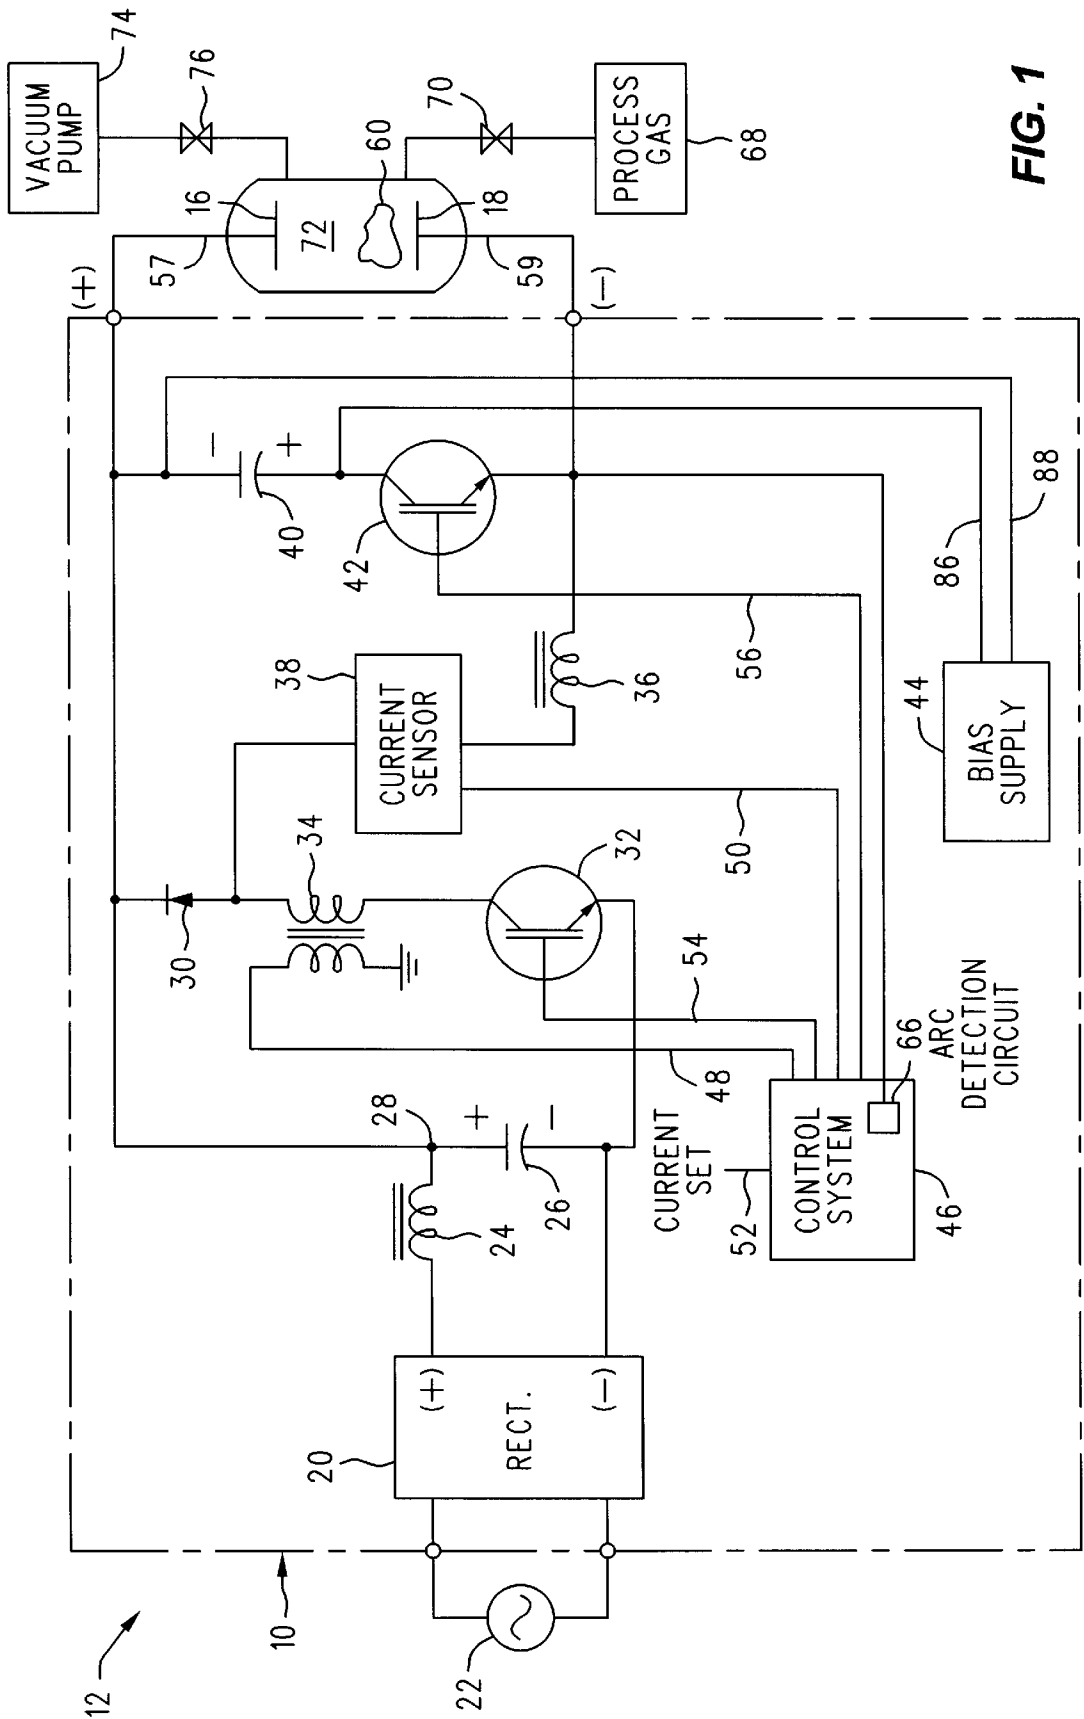 12
10
22
20
RECT.
(+)
(−)
24
28
+
−
26
CURRENT
SET
52
CONTROL
SYSTEM
46
66
ARC
DETECTION
CIRCUIT
48
54
50
56
30
34
32
CURRENT
SENSOR
38
36
−
+
40
42
44
BIAS
SUPPLY
86
88
(+)
(−)
57
59
16
72
60
18
VACUUM
PUMP
74
76
70
PROCESS
GAS
68
FIG. 1